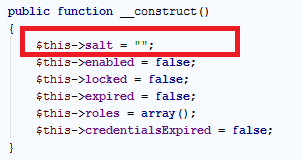 public function __construct()
{
$this->salt = "";
$this->enabled = false;
$this->locked = false;
$this->expired = false;
$this->roles = array();
$this->credentialsExpired = false;
}